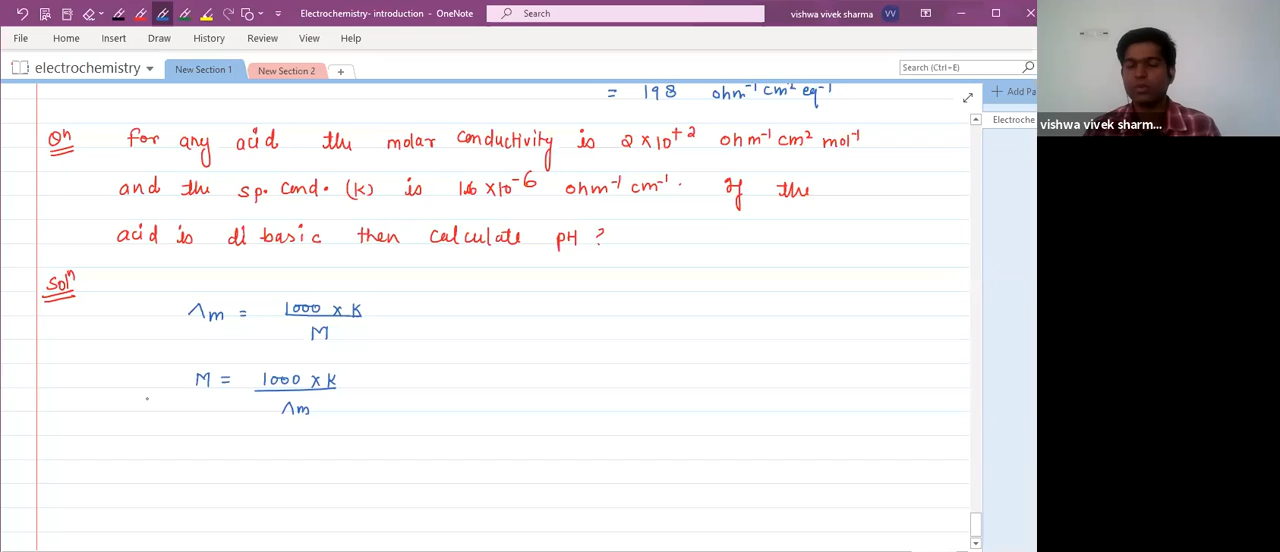 Electrochemistry- introduction - OneNote
Search
vishwa vivek sharma
VV
File Home Insert Draw History Review View Help
electrochemistry
New Section 1
New Section 2
Search (Ctrl+E)
Add Pa
Electroche
vishwa vivek sharm...
= 198 ohm⁻¹ cm² eq⁻¹
Qn for any acid the molar conductivity is 2 × 10⁺² ohm⁻¹ cm² mol⁻¹
and the sp. cond. (K) is 1.6 × 10⁻⁶ ohm⁻¹ cm⁻¹. If the
acid is di basic then calculate pH ?
Solⁿ
Λm = 1000 × K
M
M = 1000 × K
Λm